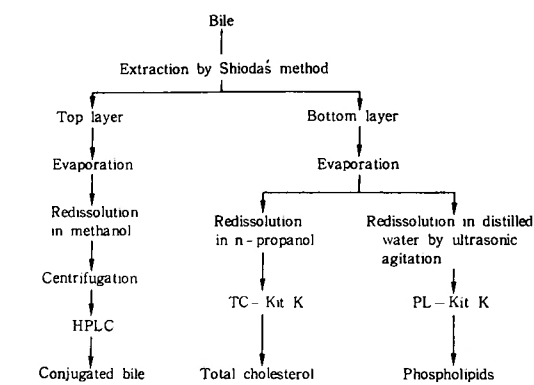 Bile
Extraction by Shioda's method
Top layer
Bottom layer
Evaporation
Evaporation
Redissolution
in methanol
Redissolution
in n-propanol
Redissolution in distilled
water by ultrasonic
agitation
Centrifugation
TC-Kit K
PL-Kit K
HPLC
Conjugated bile
Total cholesterol
Phospholipids